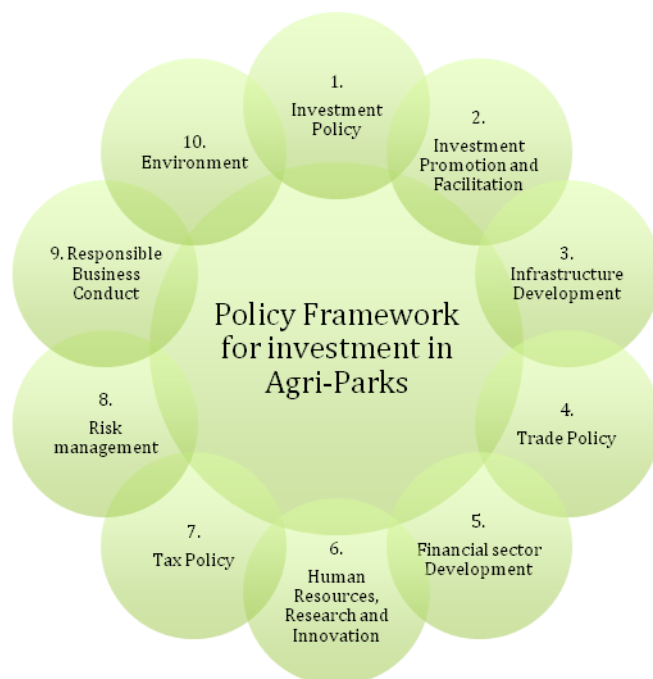 1.
Investment
Policy
2.
Investment
Promotion and
Facilitation
3.
Infrastructure
Development
4.
Trade Policy
5.
Financial sector
Development
6.
Human
Resources,
Research and
Innovation
7.
Tax Policy
8.
Risk
management
9. Responsible
Business
Conduct
10.
Environment
Policy Framework
for investment in
Agri-Parks